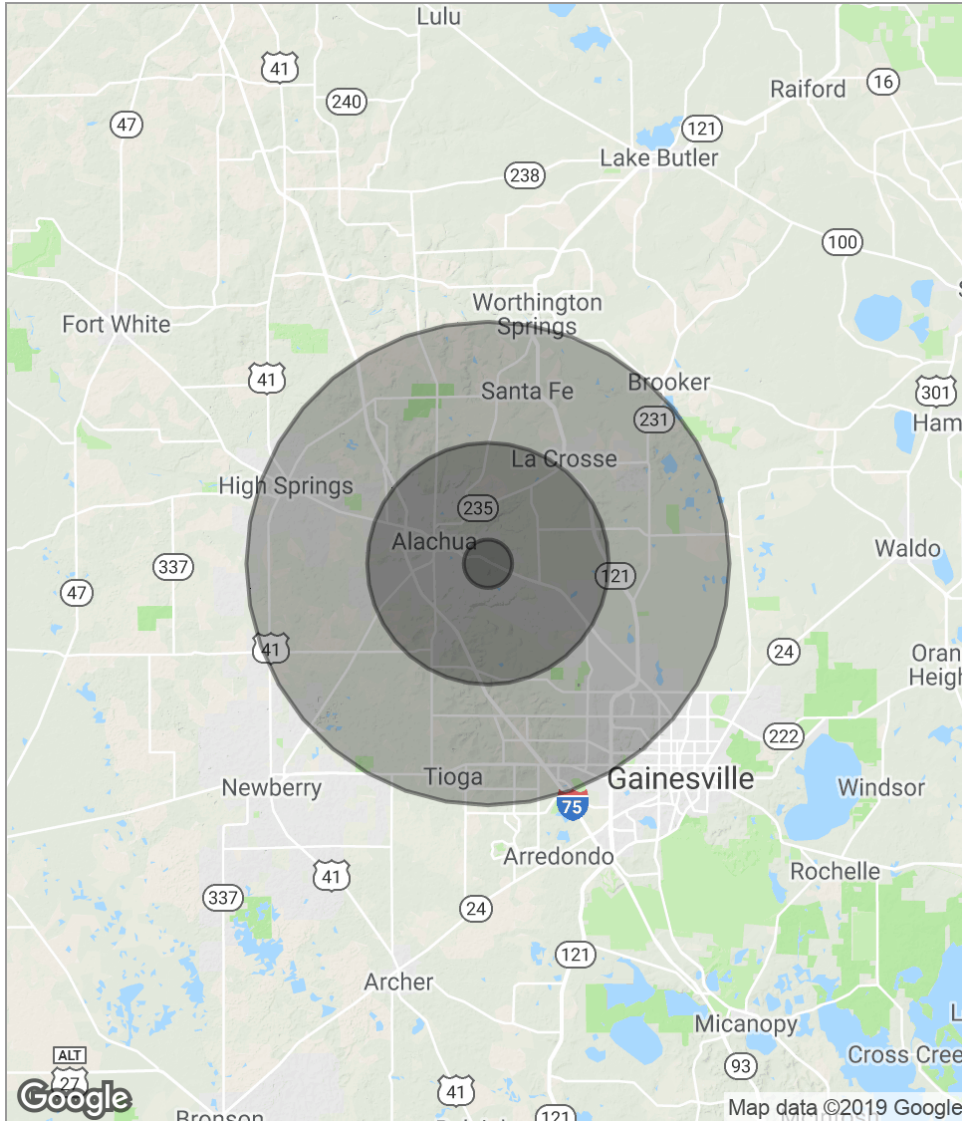 Lulu
41
Raiford
16
240
47
121
Lake Butler
238
100
Worthington
Springs
Fort White
41
Brooker
Santa Fe
301
231
Ham
La Crosse
High Springs
235
Alachua
Waldo
337
121
47
41
24
Oran
Heigh
222
Tioga
Gainesville
Newberry
Windsor
75
Arredondo
Rochelle
41
337
24
121
Archer
Micanopy
ALT
27
Cross Cree
93
41
Google
Map data ©2019 Google
Bronson
121